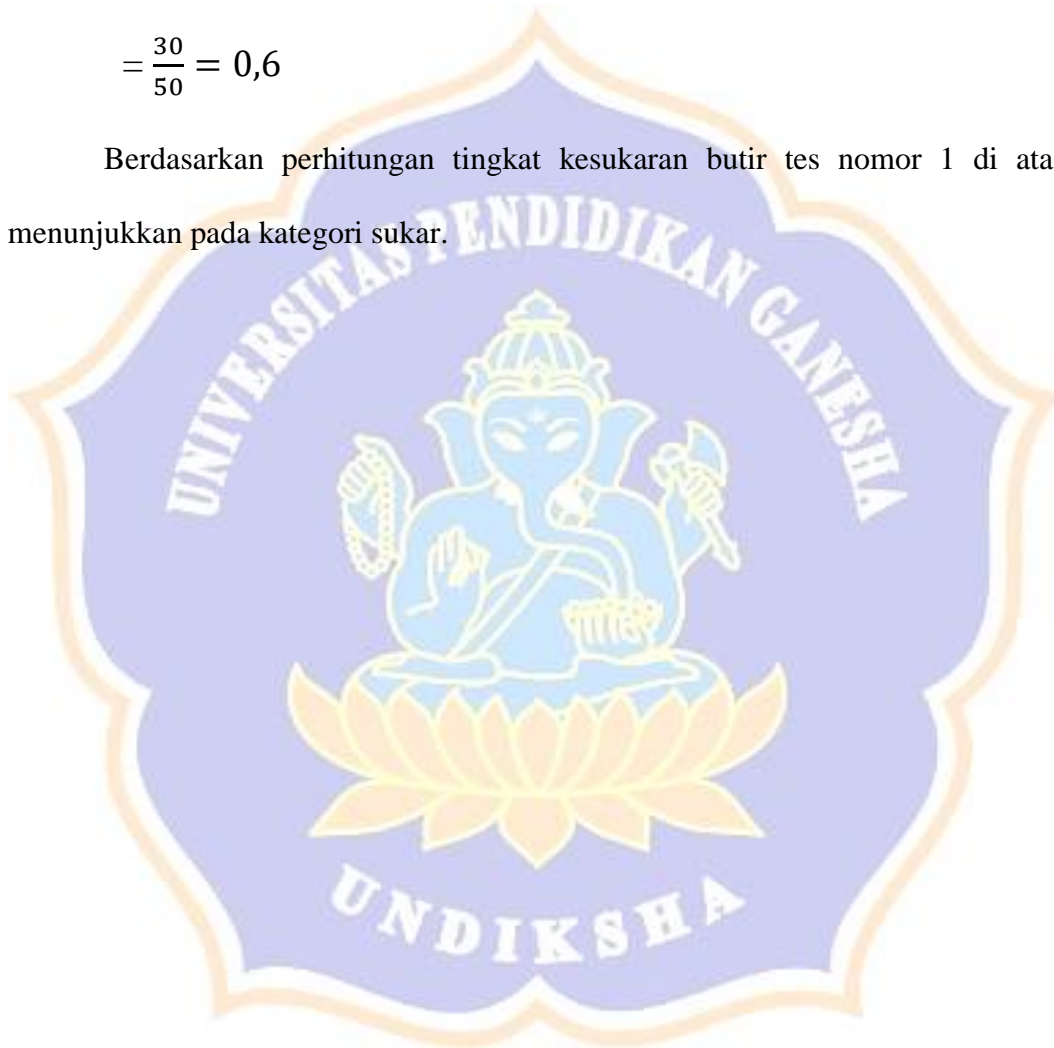 = 30/50 = 0,6
Berdasarkan perhitungan tingkat kesukaran butir tes nomor 1 di ata
menunjukkan pada kategori sukar.
UNIVERSITAS PENDIDIKAN GANESHA
UNDIKSHA